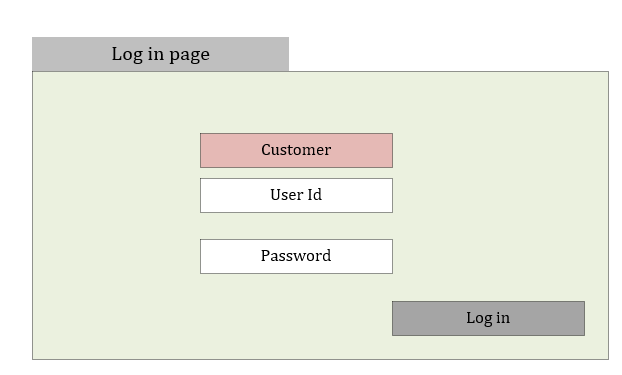 Log in page
Customer
User Id
Password
Log in